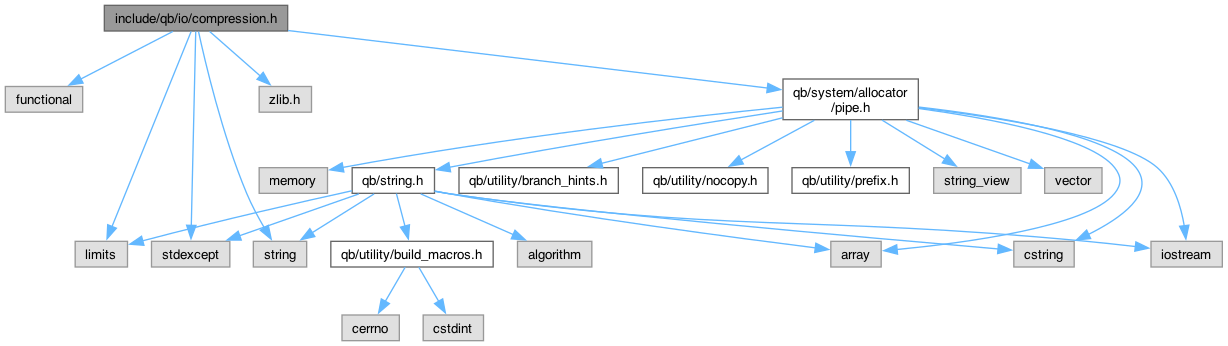 include/qb/io/compression.h
functional
zlib.h
qb/system/allocator
/pipe.h
memory
qb/string.h
qb/utility/branch_hints.h
qb/utility/nocopy.h
qb/utility/prefix.h
string_view
vector
limits
stdexcept
string
qb/utility/build_macros.h
algorithm
array
cstring
iostream
cerrno
cstdint